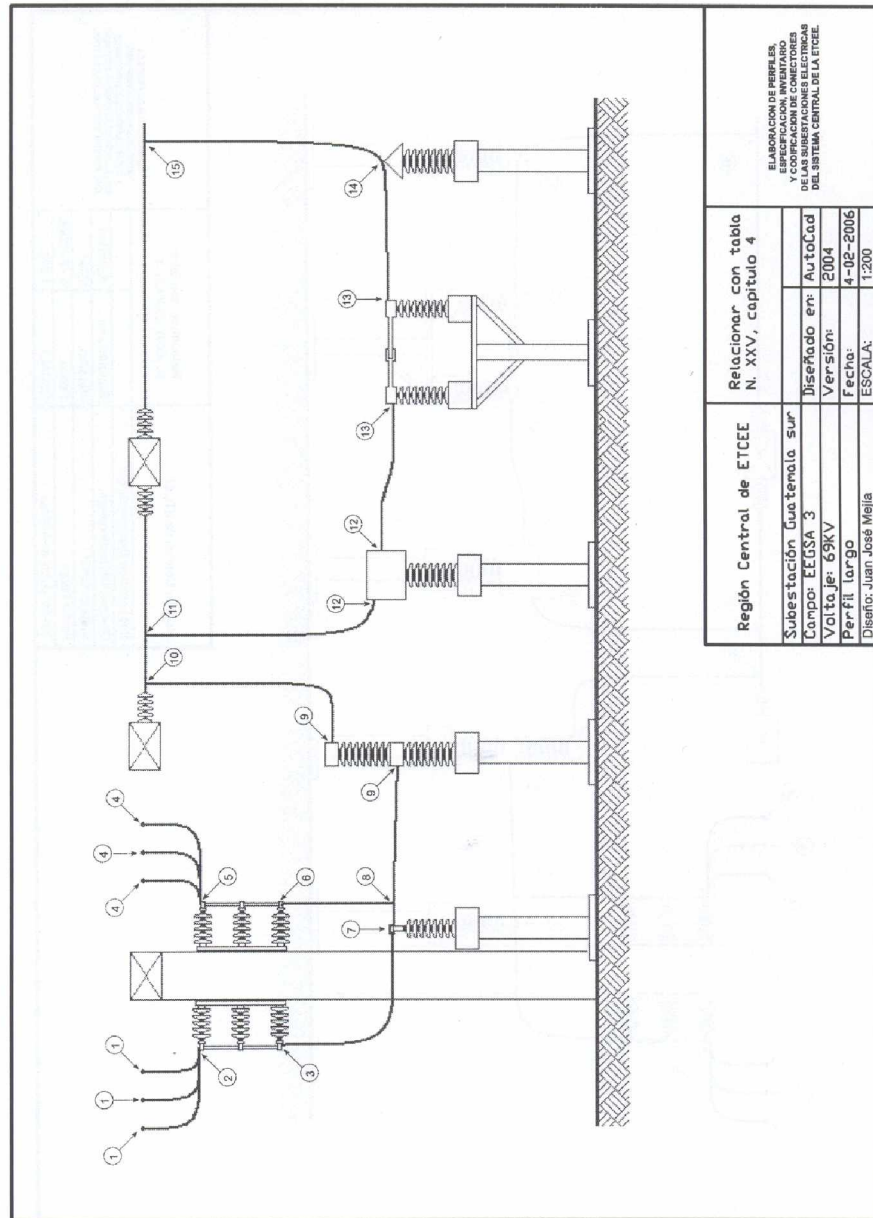 1
1
1
2
3
4
4
4
5
6
7
8
9
9
10
11
12
12
13
13
14
15
Región Central de ETCEE
Relacionar con tabla
N. XXV, capitulo 4
ELABORACION DE PERFILES,
ESPECIFICACION, INVENTARIO
Y CODIFICACION DE CONECTORES
DE LAS SUBESTACIONES ELECTRICAS
DEL SISTEMA CENTRAL DE LA ETCEE.
Subestación Guatemala sur
Campo: EEGSA 3
Diseñado en: AutoCad
Voltaje: 69KV
Versión: 2004
Perfil largo
Fecha: 4-02-2006
Diseño: Juan José Mejía
ESCALA: 1:200